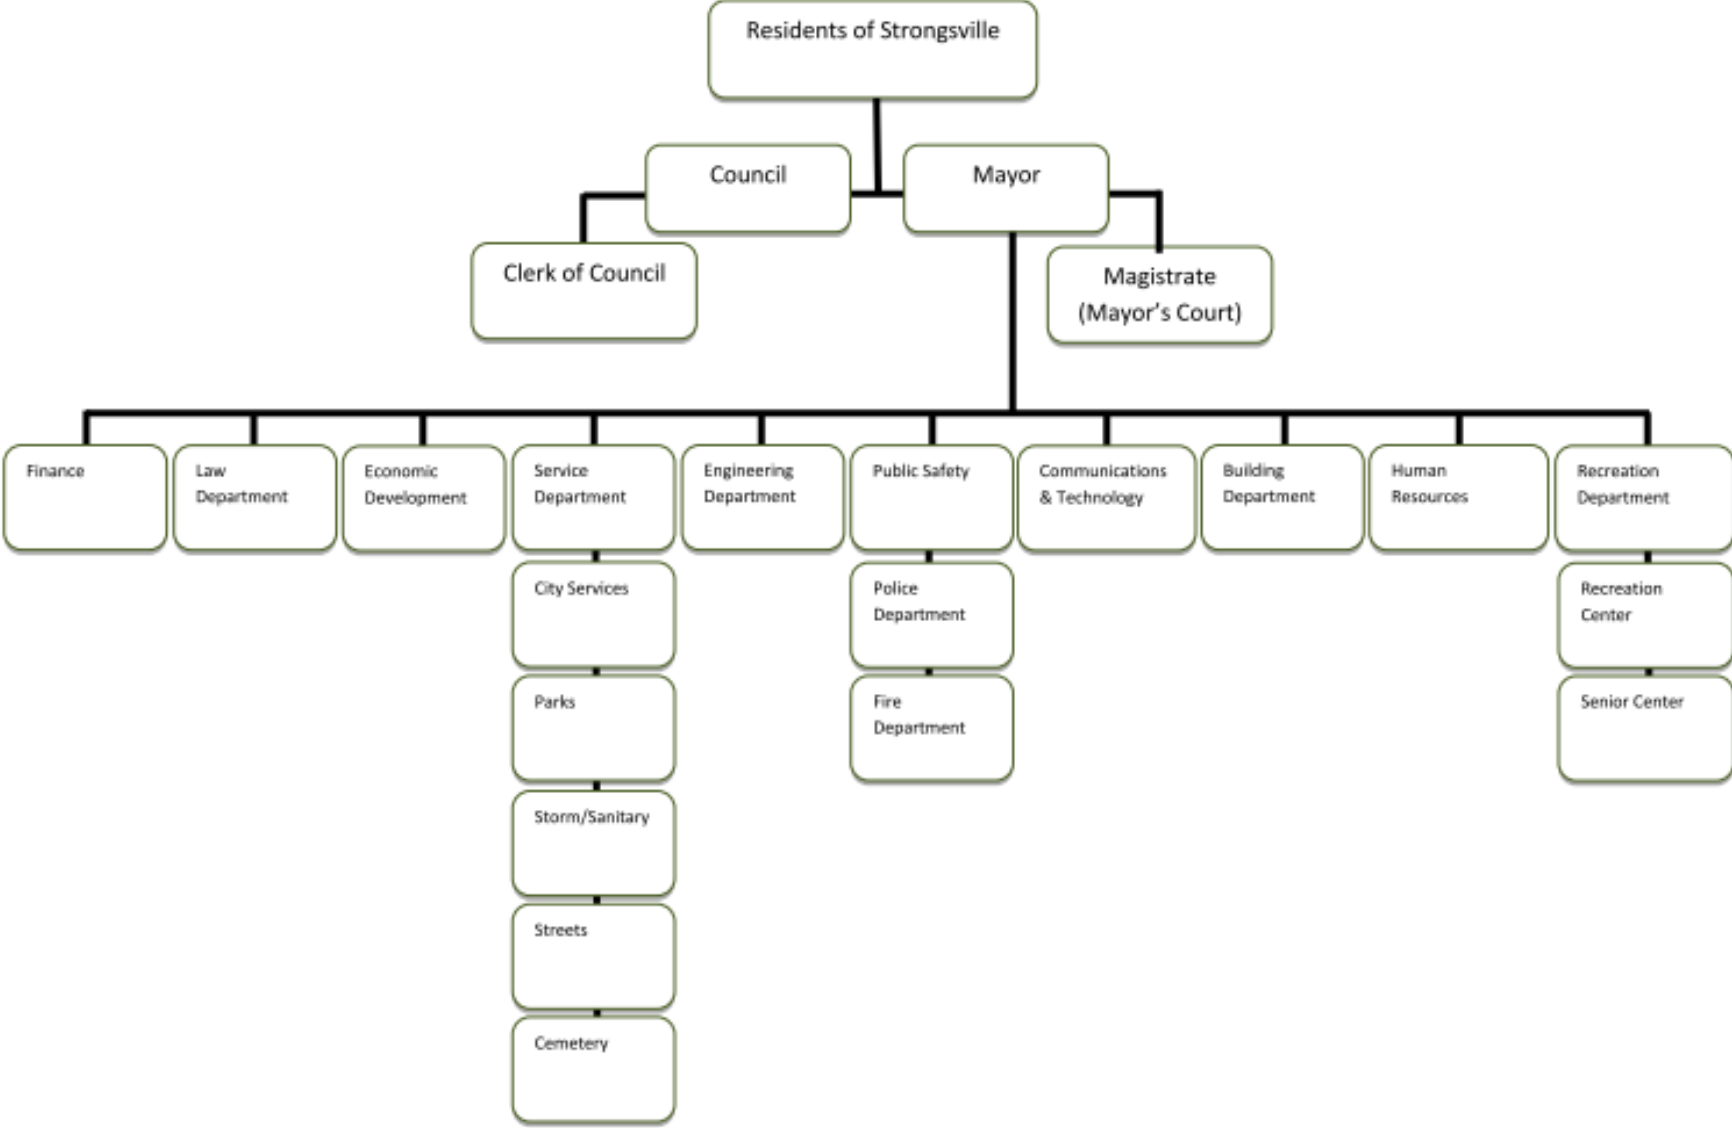 Residents of Strongsville
Council
Mayor
Clerk of Council
Magistrate
(Mayor's Court)
Finance
Law
Department
Economic
Development
Service
Department
Engineering
Department
Public Safety
Communications
& Technology
Building
Department
Human
Resources
Recreation
Department
City Services
Police
Department
Recreation
Center
Parks
Fire
Department
Senior Center
Storm/Sanitary
Streets
Cemetery